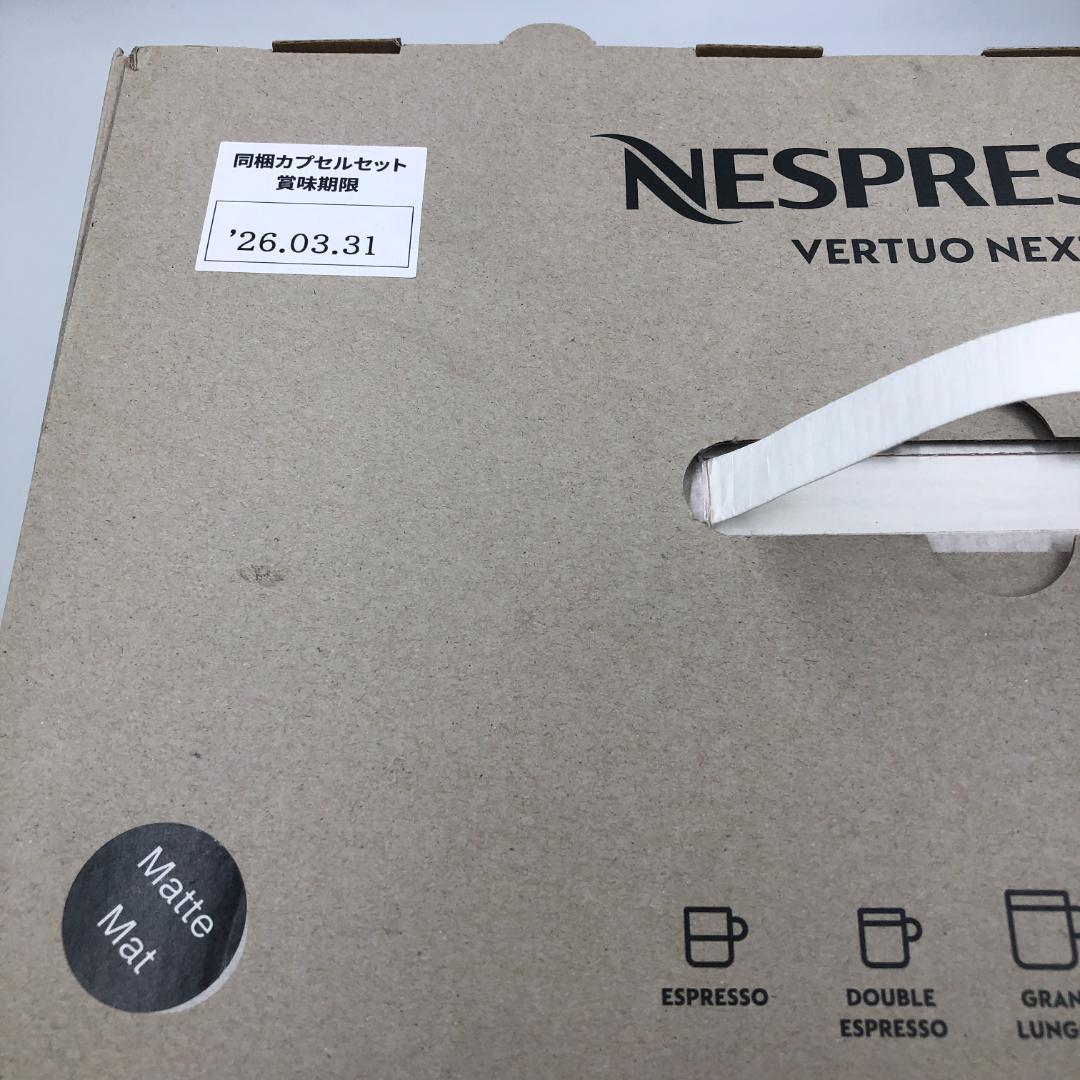 同梱カプセルセット
賞味期限
'26.03.31
NESPRES
VERTUO NEX
Matte
Mat
ESPRESSO
DOUBLE
ESPRESSO
GRAN
LUNG